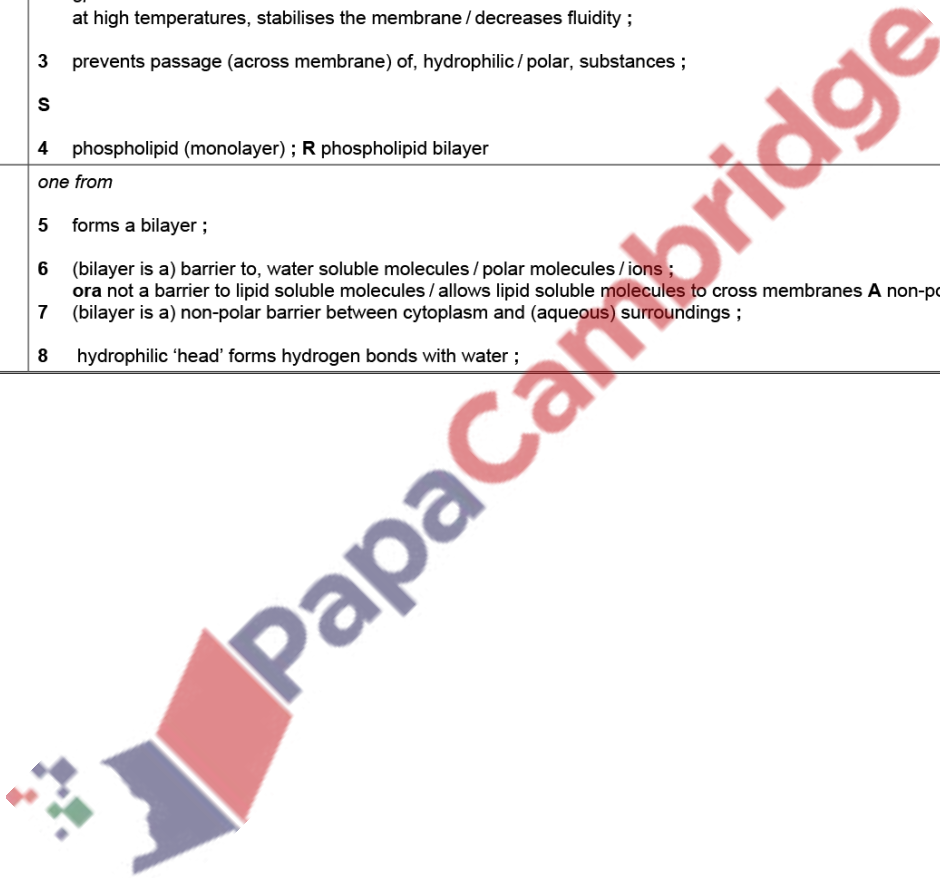 at high temperatures, stabilises the membrane / decreases fluidity ;
3 prevents passage (across membrane) of, hydrophilic / polar, substances ;
S
4 phospholipid (monolayer) ; R phospholipid bilayer
one from
5 forms a bilayer ;
6 (bilayer is a) barrier to, water soluble molecules / polar molecules / ions ;
ora not a barrier to lipid soluble molecules / allows lipid soluble molecules to cross membranes A non-po
7 (bilayer is a) non-polar barrier between cytoplasm and (aqueous) surroundings ;
8 hydrophilic ‘head’ forms hydrogen bonds with water ;
PapaCambridge